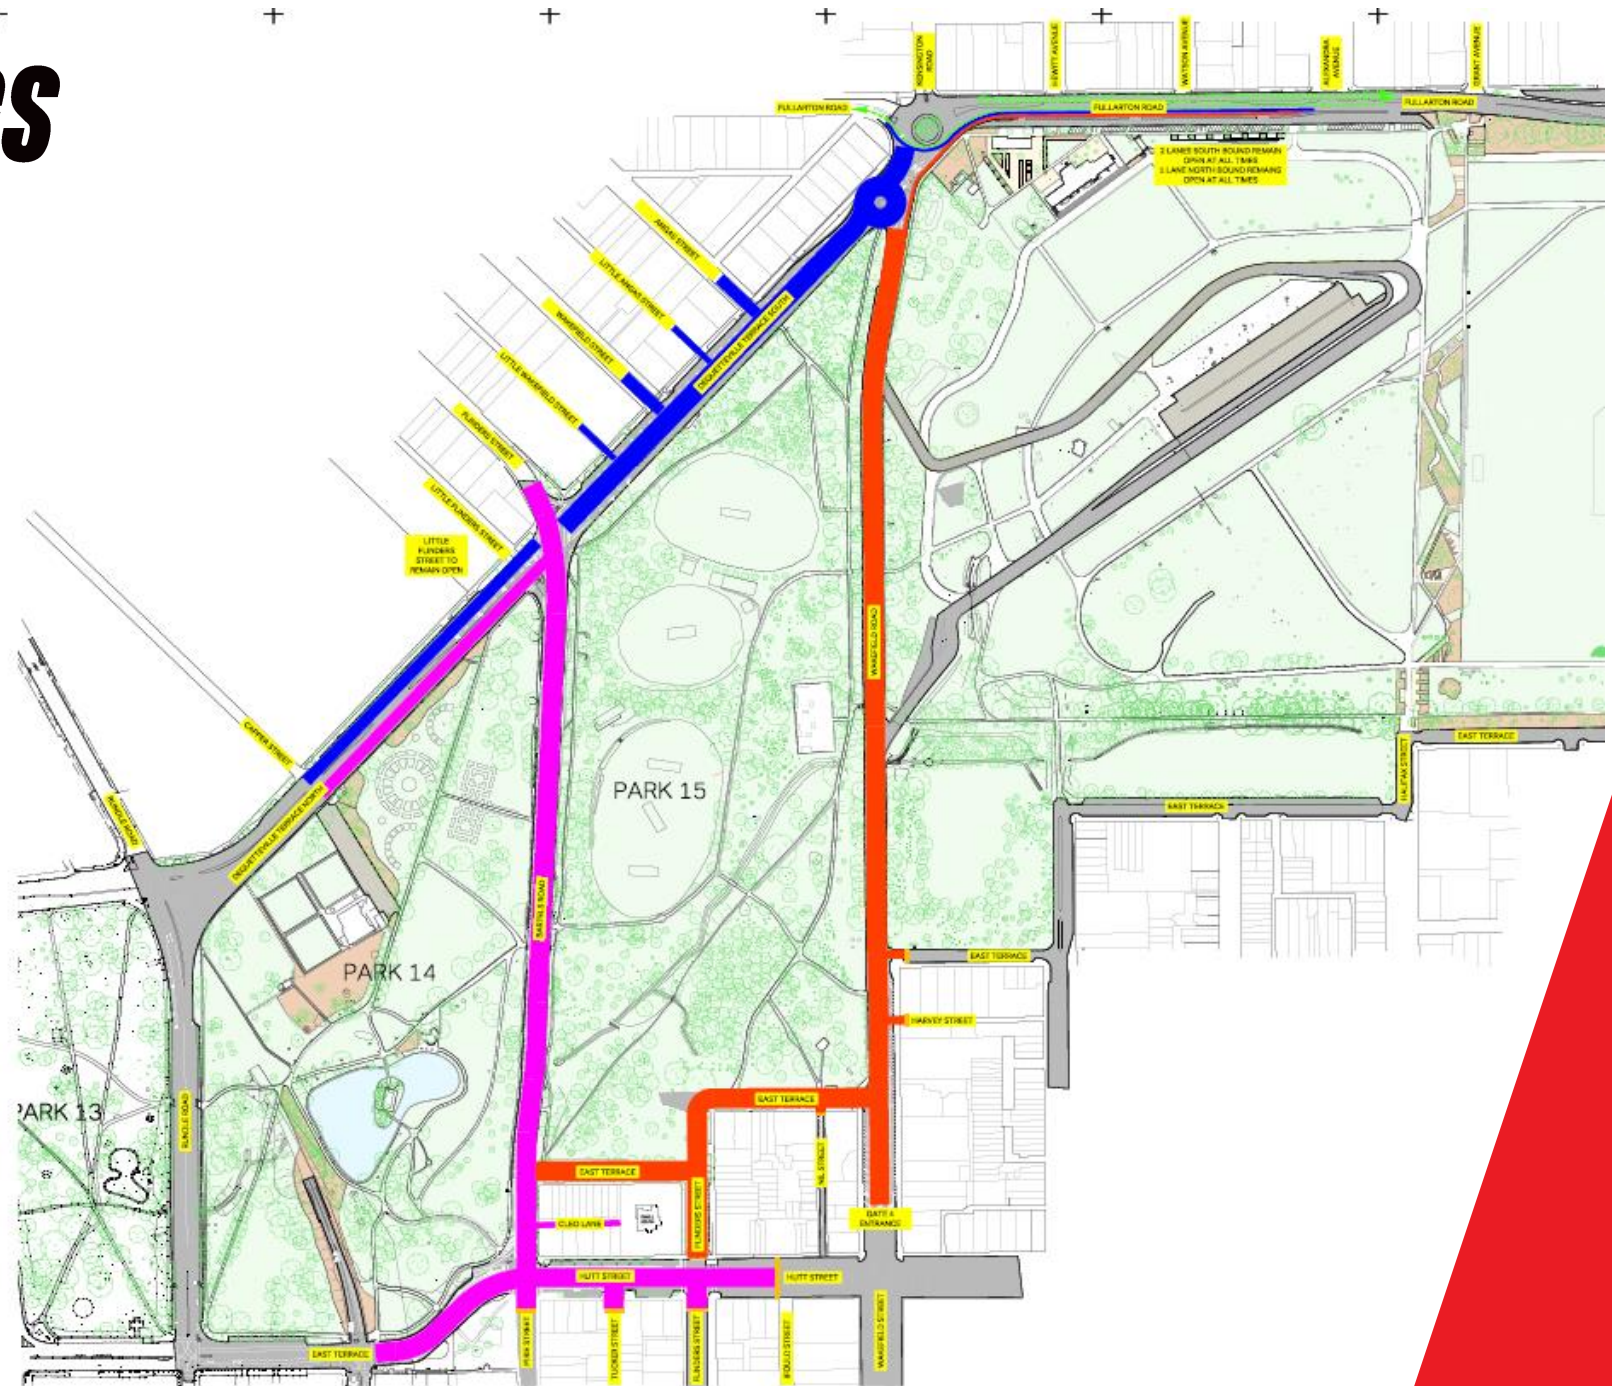 KENSINGTON
ROAD
HEWITT AVENUE
WATSON AVENUE
ALEXANDRA
AVENUE
GRANT AVENUE
FULLARTON ROAD
FULLARTON ROAD
FULLARTON ROAD
2 LANES SOUTH BOUND REMAIN
OPEN AT ALL TIMES
1 LANE NORTH BOUND REMAINS
OPEN AT ALL TIMES
ANGAS STREET
LITTLE ANGAS STREET
WAKEFIELD STREET
LITTLE WAKEFIELD STREET
FLINDERS STREET
LITTLE FLINDERS STREET
DEQUETTEVILLE TERRACE SOUTH
LITTLE
FLINDERS
STREET TO
REMAIN OPEN
WAKEFIELD ROAD
CAPPER STREET
RUNDLE ROAD
DEQUETTEVILLE TERRACE NORTH
PARK 15
EAST TERRACE
HALIFAX STREET
EAST TERRACE
BARTELS ROAD
PARK 14
EAST TERRACE
HARVEY STREET
PARK 13
RUNDLE ROAD
EAST TERRACE
EAST TERRACE
NIL STREET
FLINDERS STREET
CLEO LANE
GATE 4
ENTRANCE
HUTT STREET
HUTT STREET
EAST TERRACE
PIRIE STREET
TUCKER STREET
FLINDERS STREET
WAKEFIELD STREET